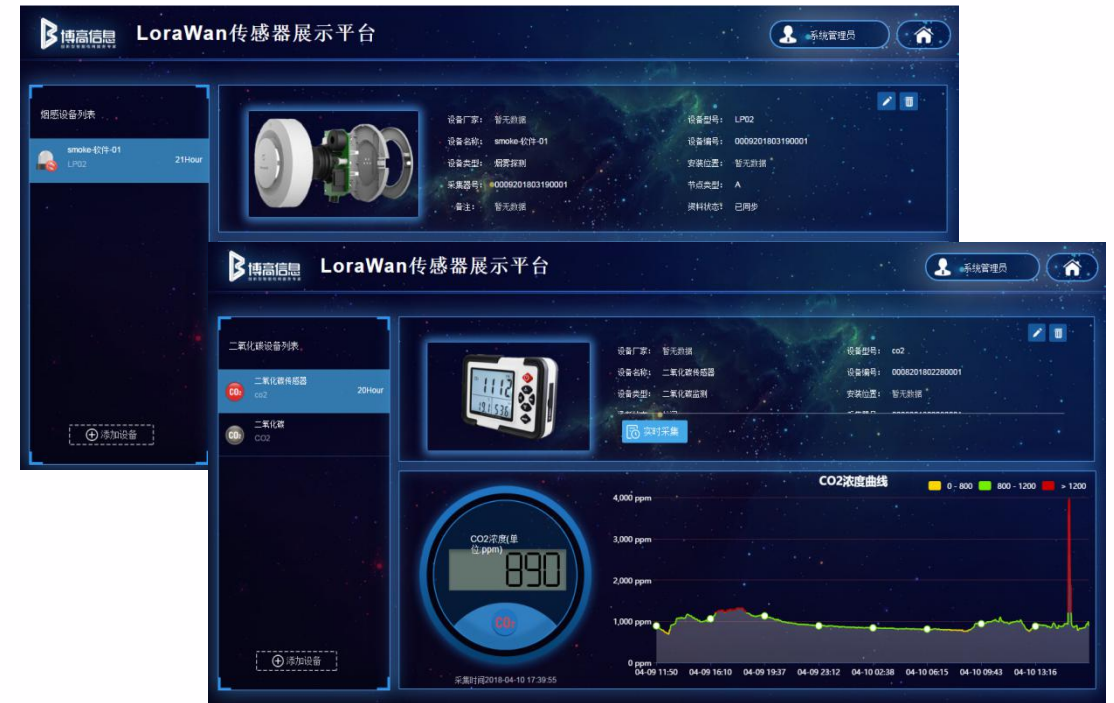 博高信息
LoraWan传感器展示平台
系统管理员
烟感设备列表
smoke-软件-01
LP02
21Hour
添加设备
设备厂家： 暂无数据
设备型号： LP02
设备名称： smoke-软件-01
设备编号： 0009201803190001
设备类型： 烟雾探测
安装位置： 暂无数据
采集器号： 0009201803190001
节点类型： A
备注： 暂无数据
资料状态： 已同步
博高信息
LoraWan传感器展示平台
系统管理员
二氧化碳设备列表
二氧化碳传感器
co2
20Hour
二氧化碳
CO2
添加设备
设备厂家： 暂无数据
设备型号： co2
设备名称： 二氧化碳传感器
设备编号： 0008201802280001
设备类型： 二氧化碳监测
安装位置： 暂无数据
实时采集
CO2浓度(单
位:ppm)
890
CO2
采集时间2018-04-10 17:39:55
CO2浓度曲线
0 - 800
800 - 1200
> 1200
4,000 ppm
3,000 ppm
2,000 ppm
1,000 ppm
0 ppm
04-09 11:50 04-09 16:10 04-09 19:37 04-09 23:12 04-10 02:38 04-10 06:15 04-10 09:43 04-10 13:16